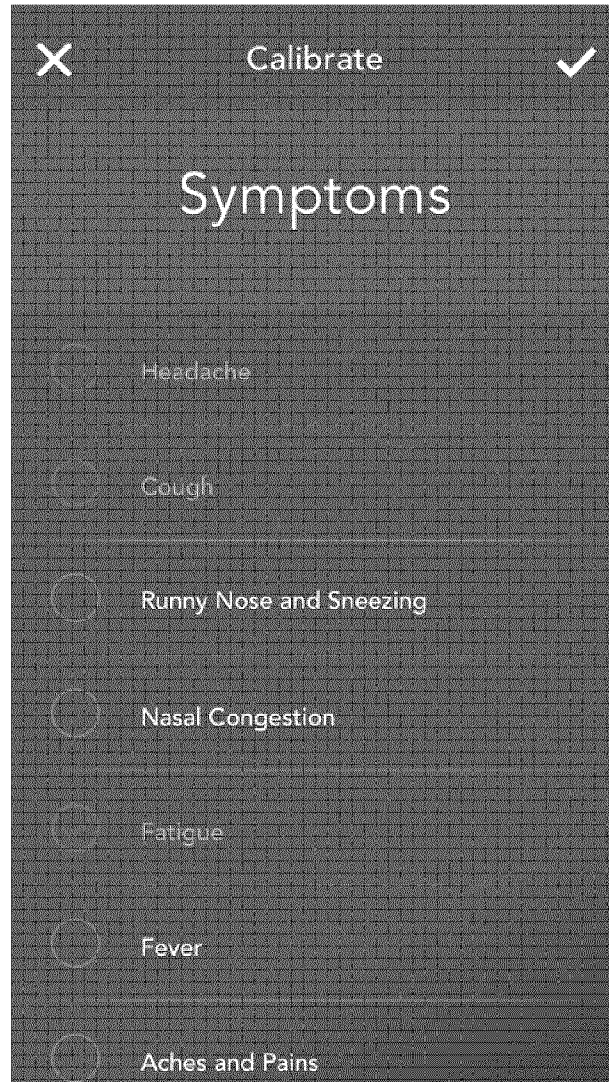 Calibrate
Symptoms
Headache
Cough
Runny Nose and Sneezing
Nasal Congestion
Fatigue
Fever
Aches and Pains